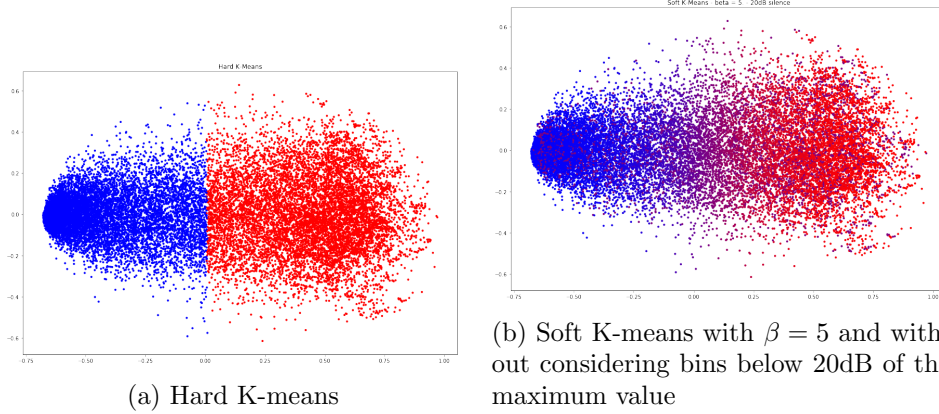 Hard K-Means
0.6
0.4
0.2
0.0
−0.2
−0.4
−0.6
−0.75 −0.50 −0.25 0.00 0.25 0.50 0.75 1.00
(a) Hard K-means
Soft K-Means - beta = 5 - 20dB silence
0.6
0.4
0.2
0.0
−0.2
−0.4
−0.6
−0.75 −0.50 −0.25 0.00 0.25 0.50 0.75 1.00
(b) Soft K-means with β = 5 and with
out considering bins below 20dB of th
maximum value